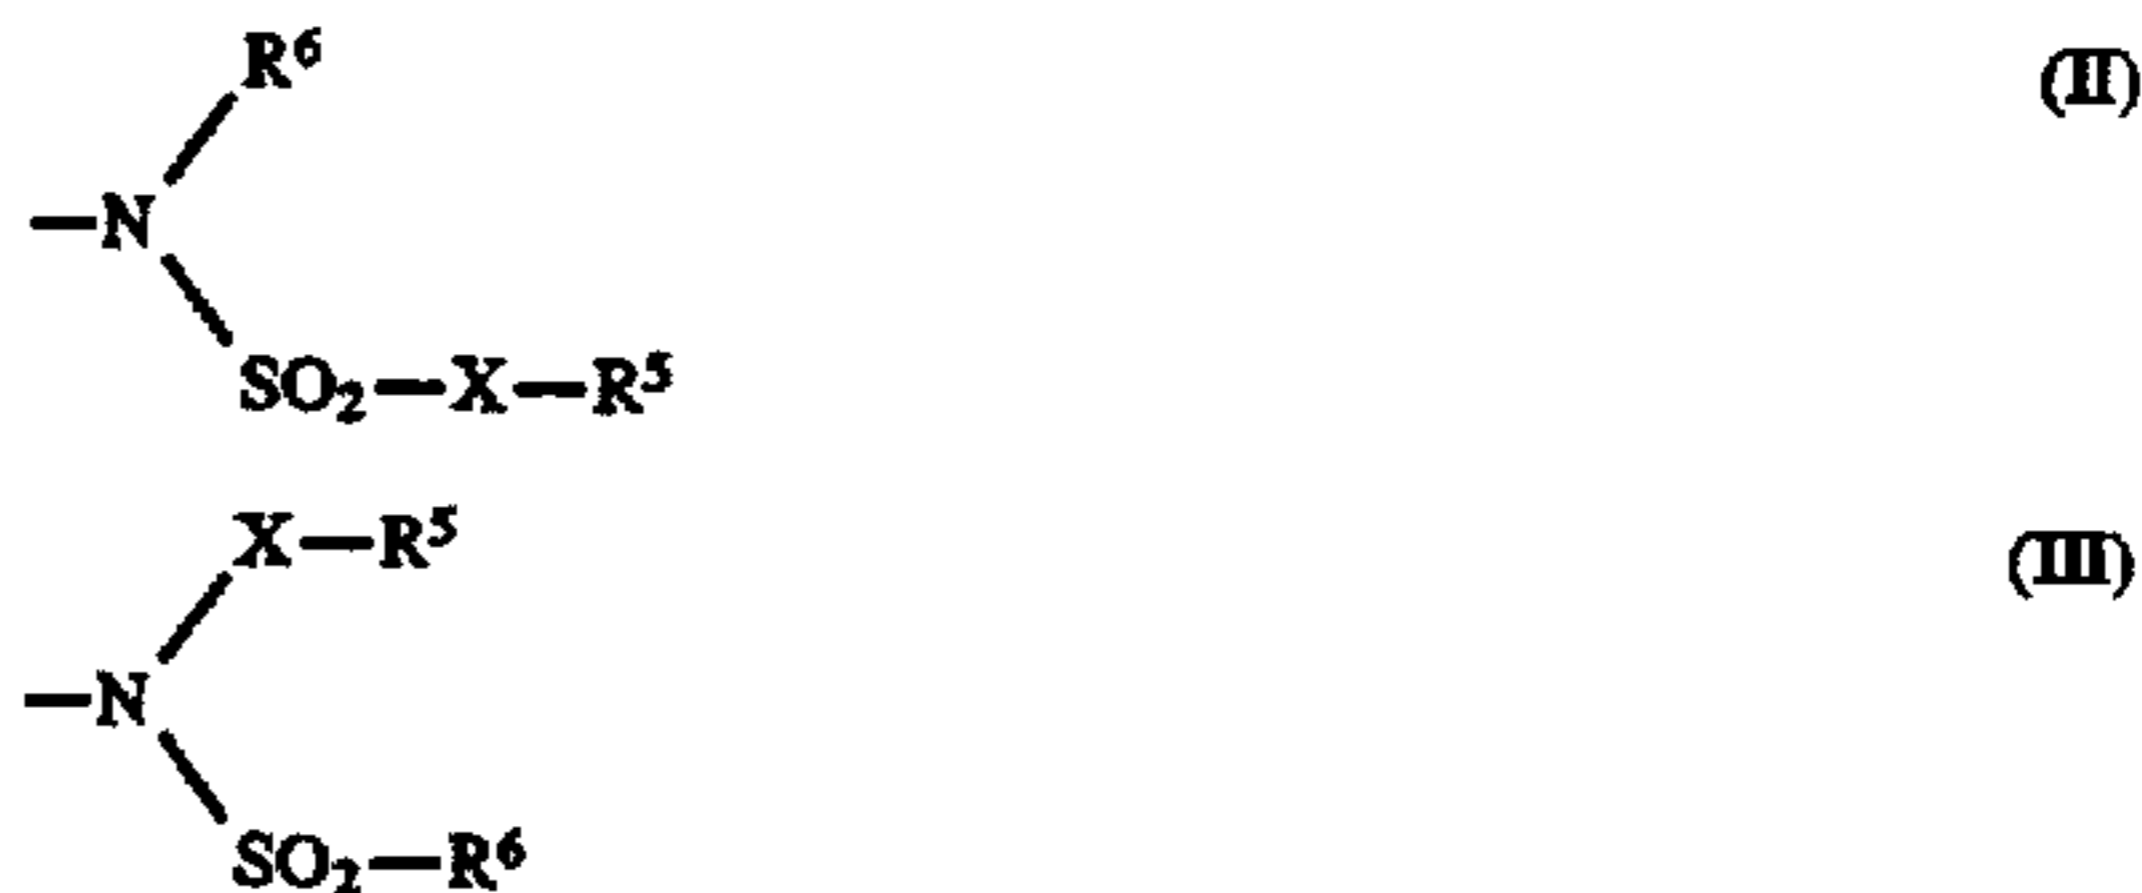 R⁶ (II)
—N
SO₂—X—R⁵
X—R⁵ (III)
—N
SO₂—R⁶